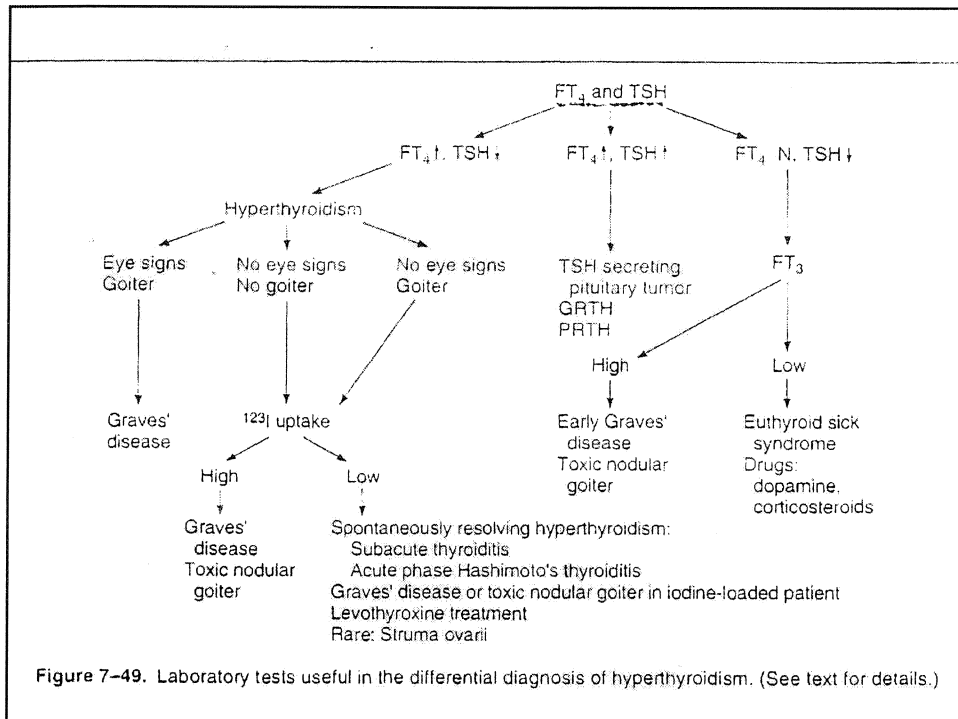 FT₄ and TSH
FT₄↑, TSH↓
FT₄↑, TSH↑
FT₄ N, TSH↓
Hyperthyroidism
Eye signs
Goiter
No eye signs
No goiter
No eye signs
Goiter
TSH secreting
pituitary tumor
GRTH
PRTH
FT₃
High
Low
Graves'
disease
¹²³I uptake
Early Graves'
disease
Toxic nodular
goiter
Euthyroid sick
syndrome
Drugs:
dopamine,
corticosteroids
High
Low
Graves'
disease
Toxic nodular
goiter
Spontaneously resolving hyperthyroidism:
Subacute thyroiditis
Acute phase Hashimoto's thyroiditis
Graves' disease or toxic nodular goiter in iodine-loaded patient
Levothyroxine treatment
Rare: Struma ovarii
Figure 7–49. Laboratory tests useful in the differential diagnosis of hyperthyroidism. (See text for details.)